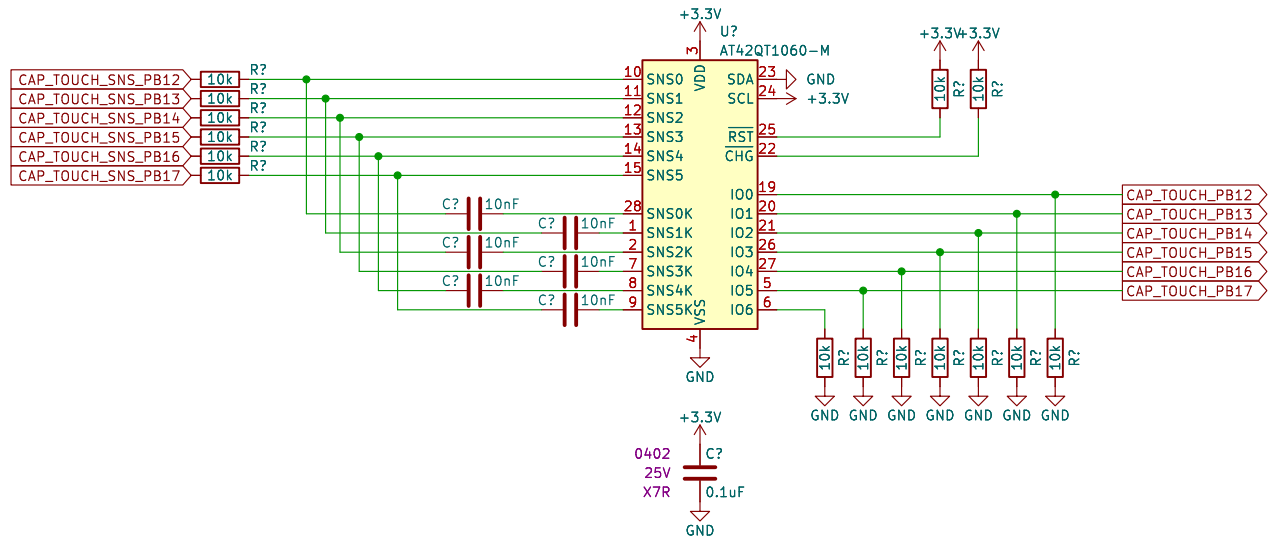 +3.3V
U?
AT42QT1060-M
+3.3V
+3.3V
10k
R?
10k
R?
CAP_TOUCH_SNS_PB12
10k
R?
CAP_TOUCH_SNS_PB13
10k
R?
CAP_TOUCH_SNS_PB14
10k
R?
CAP_TOUCH_SNS_PB15
10k
R?
CAP_TOUCH_SNS_PB16
10k
R?
CAP_TOUCH_SNS_PB17
10k
R?
3
VDD
10 SNS0
11 SNS1
12 SNS2
13 SNS3
14 SNS4
15 SNS5
28 SNS0K
1 SNS1K
2 SNS2K
7 SNS3K
8 SNS4K
9 SNS5K
C? 10nF
C? 10nF
C? 10nF
C? 10nF
C? 10nF
C? 10nF
SDA 23 GND
SCL 24 +3.3V
RST 25
CHG 22
IO0 19
IO1 20
IO2 21
IO3 26
IO4 27
IO5 5
IO6 6
VSS
4
GND
CAP_TOUCH_PB12
CAP_TOUCH_PB13
CAP_TOUCH_PB14
CAP_TOUCH_PB15
CAP_TOUCH_PB16
CAP_TOUCH_PB17
10k R?
10k R?
10k R?
10k R?
10k R?
10k R?
10k R?
GND GND GND GND GND GND GND
+3.3V
0402 C?
25V
X7R 0.1uF
GND